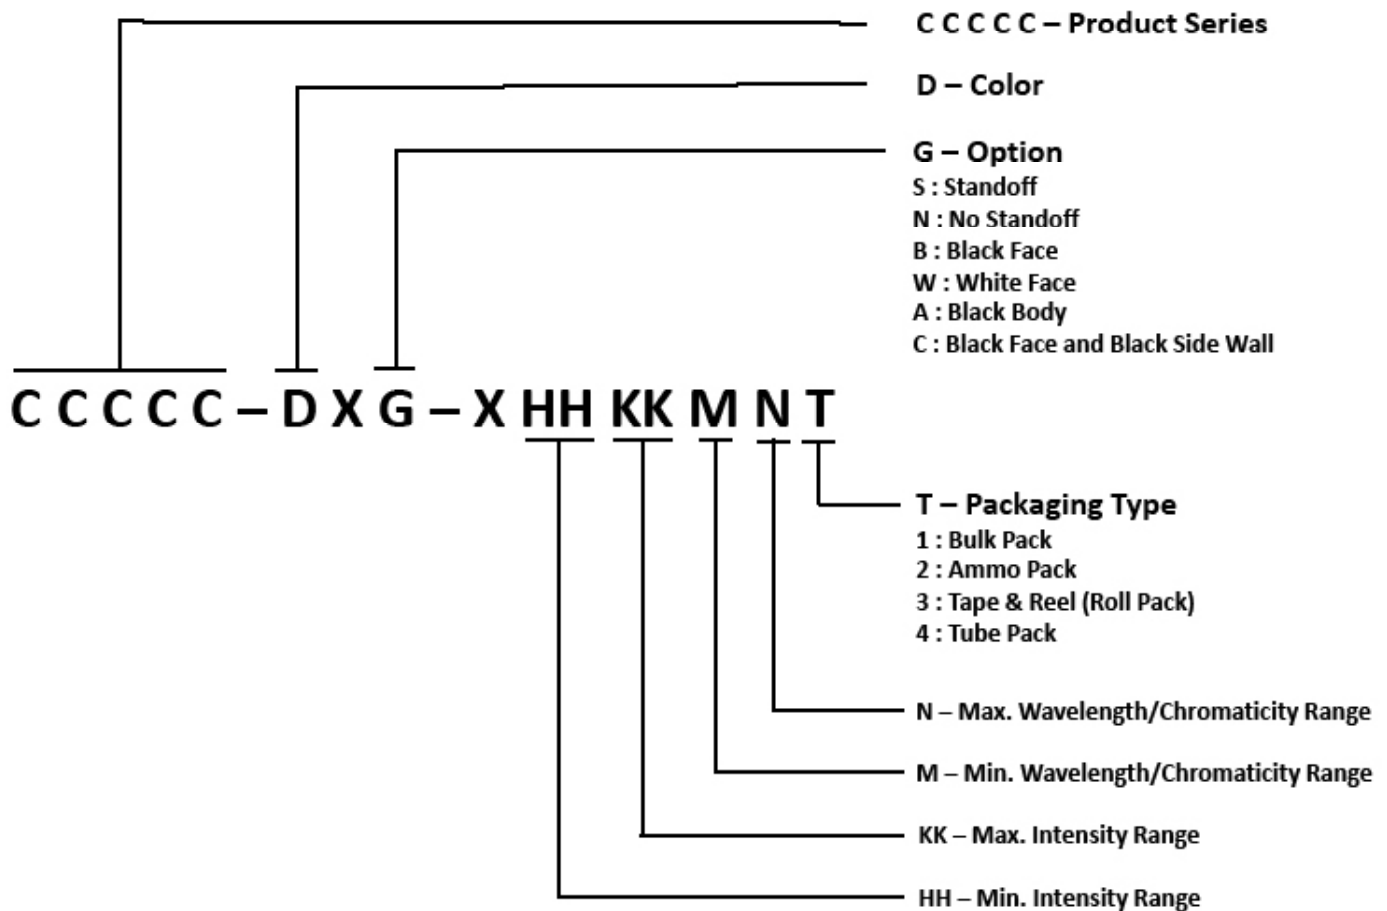 C C C C C – Product Series
D – Color
G – Option
S : Standoff
N : No Standoff
B : Black Face
W : White Face
A : Black Body
C : Black Face and Black Side Wall
C C C C C – D X G – X HH KK M N T
T – Packaging Type
1 : Bulk Pack
2 : Ammo Pack
3 : Tape & Reel (Roll Pack)
4 : Tube Pack
N – Max. Wavelength/Chromaticity Range
M – Min. Wavelength/Chromaticity Range
KK – Max. Intensity Range
HH – Min. Intensity Range